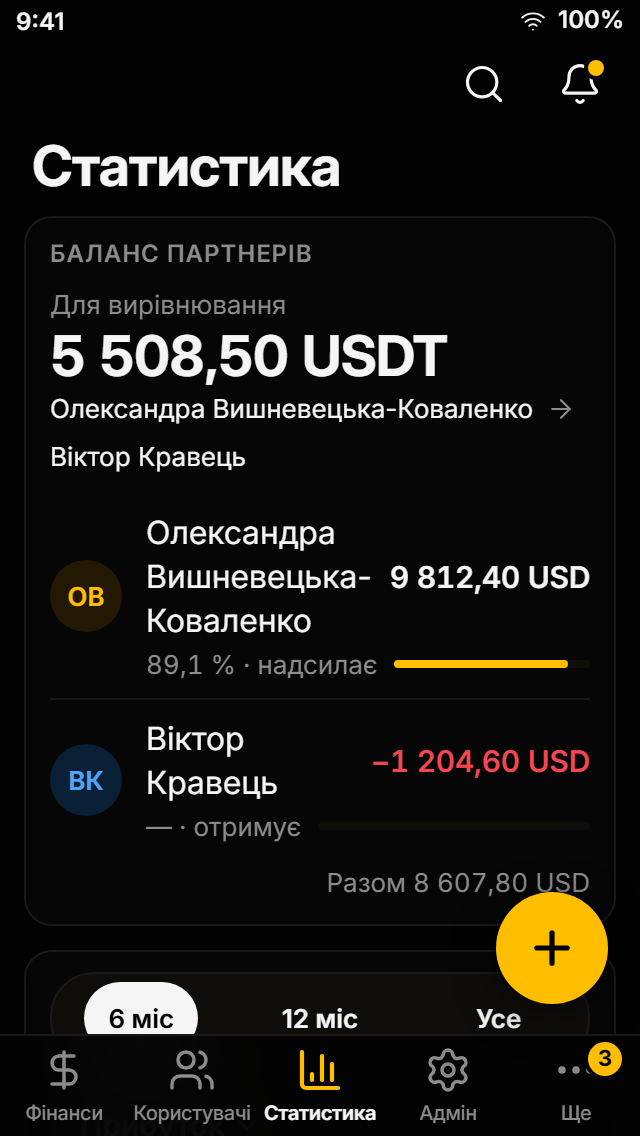 9:41
100%
Статистика
БАЛАНС ПАРТНЕРІВ
Для вирівнювання
5 508,50 USDT
Олександра Вишневецька-Коваленко →
Віктор Кравець
ОВ
Олександра
Вишневецька-
Коваленко
9 812,40 USD
89,1 % · надсилає
ВК
Віктор
Кравець
−1 204,60 USD
— · отримує
Разом 8 607,80 USD
6 міс
12 міс
Усе
3
Фінанси
Користувачі
Статистика
Адмін
Ще
Прибуток